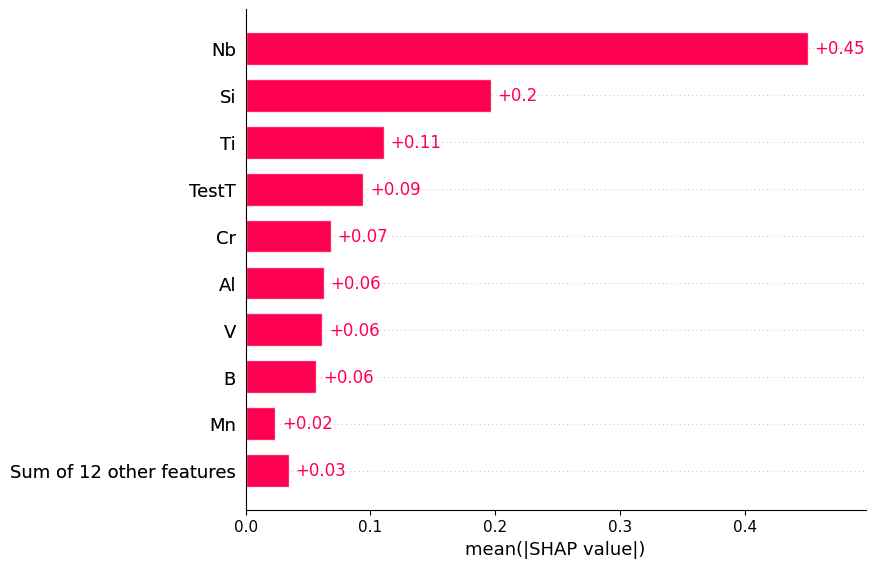 Nb +0.45
Si +0.2
Ti +0.11
TestT +0.09
Cr +0.07
Al +0.06
V +0.06
B +0.06
Mn +0.02
Sum of 12 other features +0.03
0.0 0.1 0.2 0.3 0.4
mean(|SHAP value|)